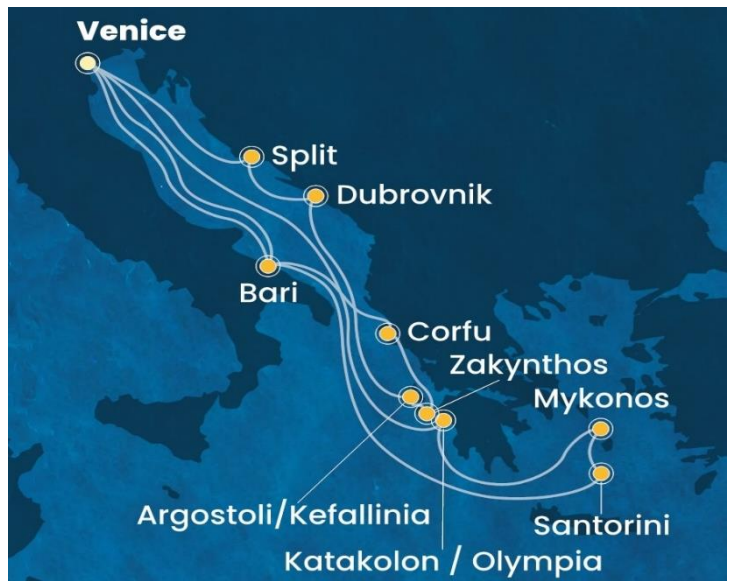 Venice
Split
Dubrovnik
Bari
Corfu
Zakynthos
Mykonos
Argostoli/Kefallinia
Santorini
Katakolon / Olympia